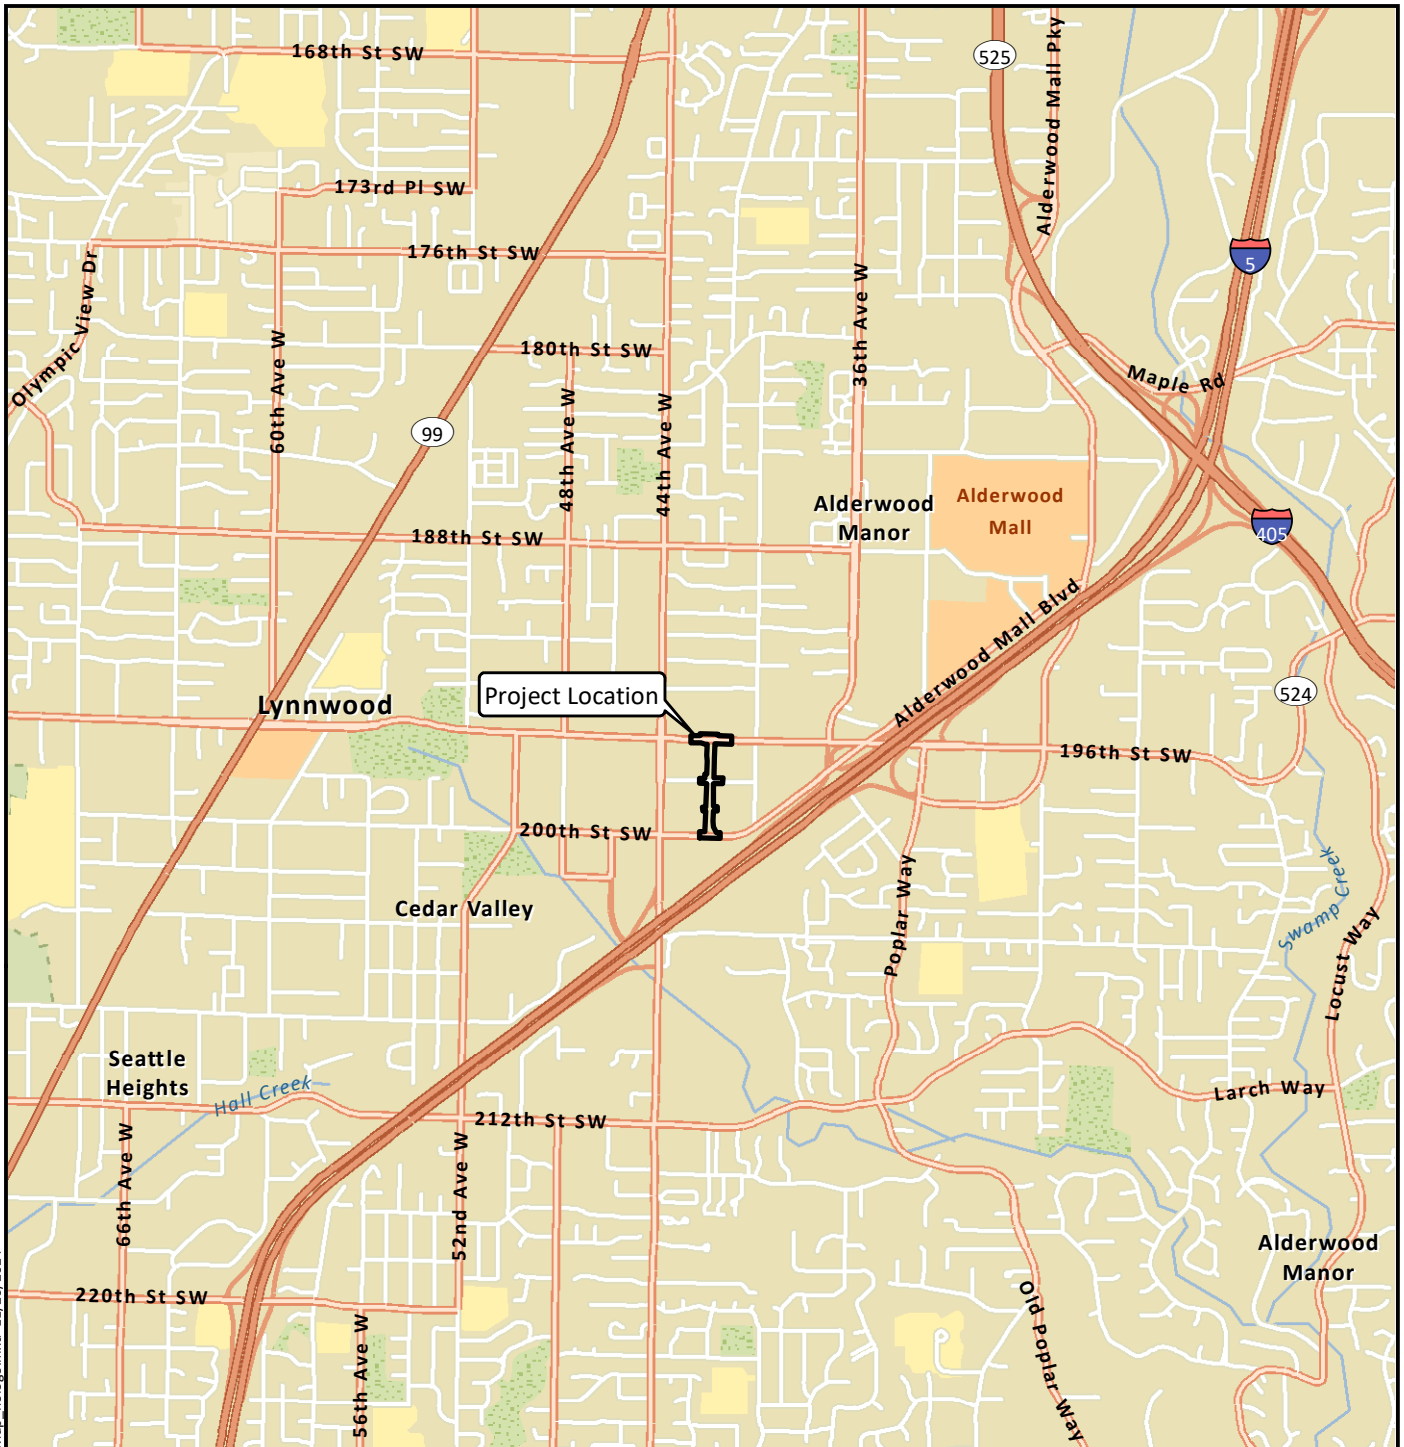 168th St SW
525
Alderwood Mall Pky
173rd Pl SW
176th St SW
5
Olympic View Dr
60th Ave W
180th St SW
36th Ave W
Maple Rd
99
48th Ave W
44th Ave W
Alderwood
Manor
Alderwood
Mall
405
188th St SW
Alderwood Mall Blvd
Project Location
Lynnwood
524
196th St SW
200th St SW
Cedar Valley
Poplar Way
Swamp Creek
Locust Way
Seattle
Heights
Hall Creek
Larch Way
212th St SW
66th Ave W
52nd Ave W
Alderwood
Manor
220th St SW
56th Ave W
Old Poplar Way